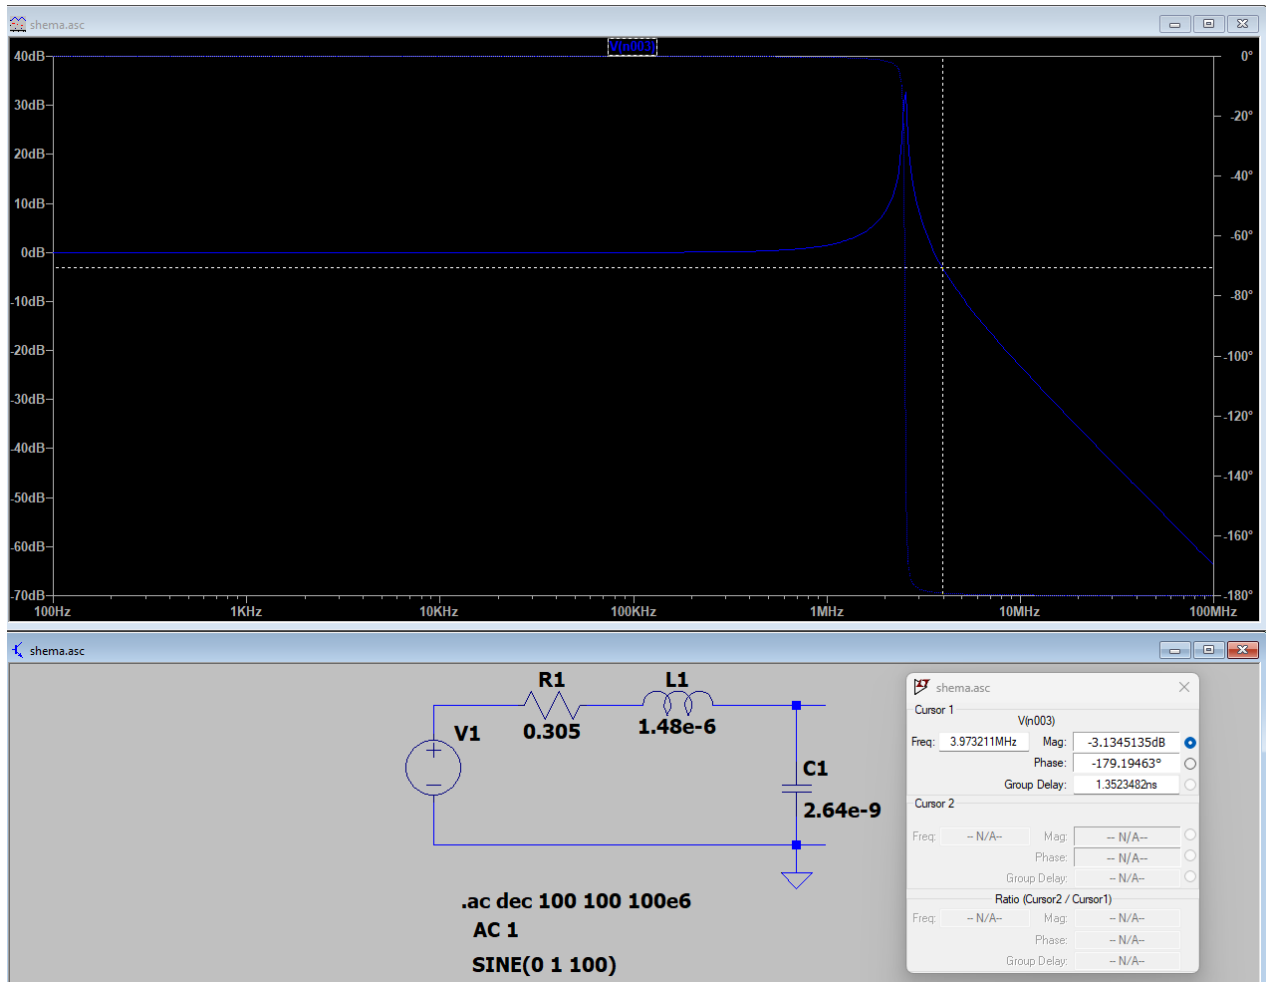 shema.asc
V(n003)
40dB
0°
30dB
-20°
20dB
-40°
10dB
-60°
0dB
-80°
-10dB
-100°
-20dB
-120°
-30dB
-140°
-40dB
-160°
-50dB
-180°
-60dB
-70dB
100Hz 1KHz 10KHz 100KHz 1MHz 10MHz 100MHz
shema.asc
R1
0.305
L1
1.48e-6
V1
C1
2.64e-9
.ac dec 100 100 100e6
AC 1
SINE(0 1 100)
shema.asc
Cursor 1
V(n003)
Freq: 3.973211MHz Mag: -3.1345135dB
Phase: -179.19463°
Group Delay: 1.3523482ns
Cursor 2
Freq: -- N/A-- Mag: -- N/A--
Phase: -- N/A--
Group Delay: -- N/A--
Ratio (Cursor2 / Cursor1)
Freq: -- N/A-- Mag: -- N/A--
Phase: -- N/A--
Group Delay: -- N/A--